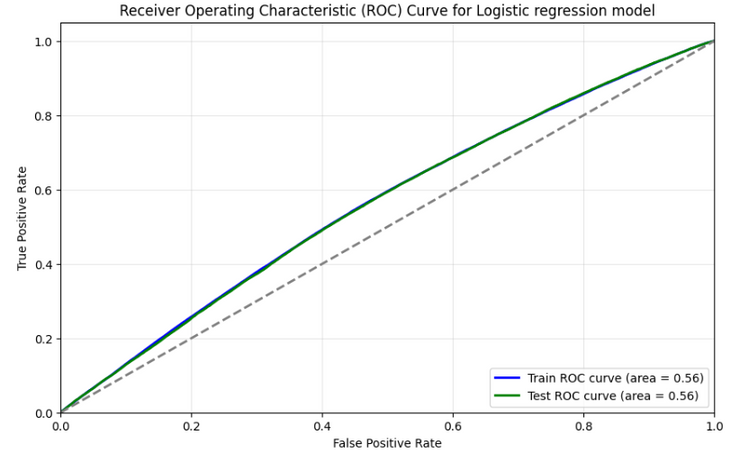 Receiver Operating Characteristic (ROC) Curve for Logistic regression model
True Positive Rate
1.0
0.8
0.6
0.4
0.2
0.0
Train ROC curve (area = 0.56)
Test ROC curve (area = 0.56)
0.0 0.2 0.4 0.6 0.8 1.0
False Positive Rate